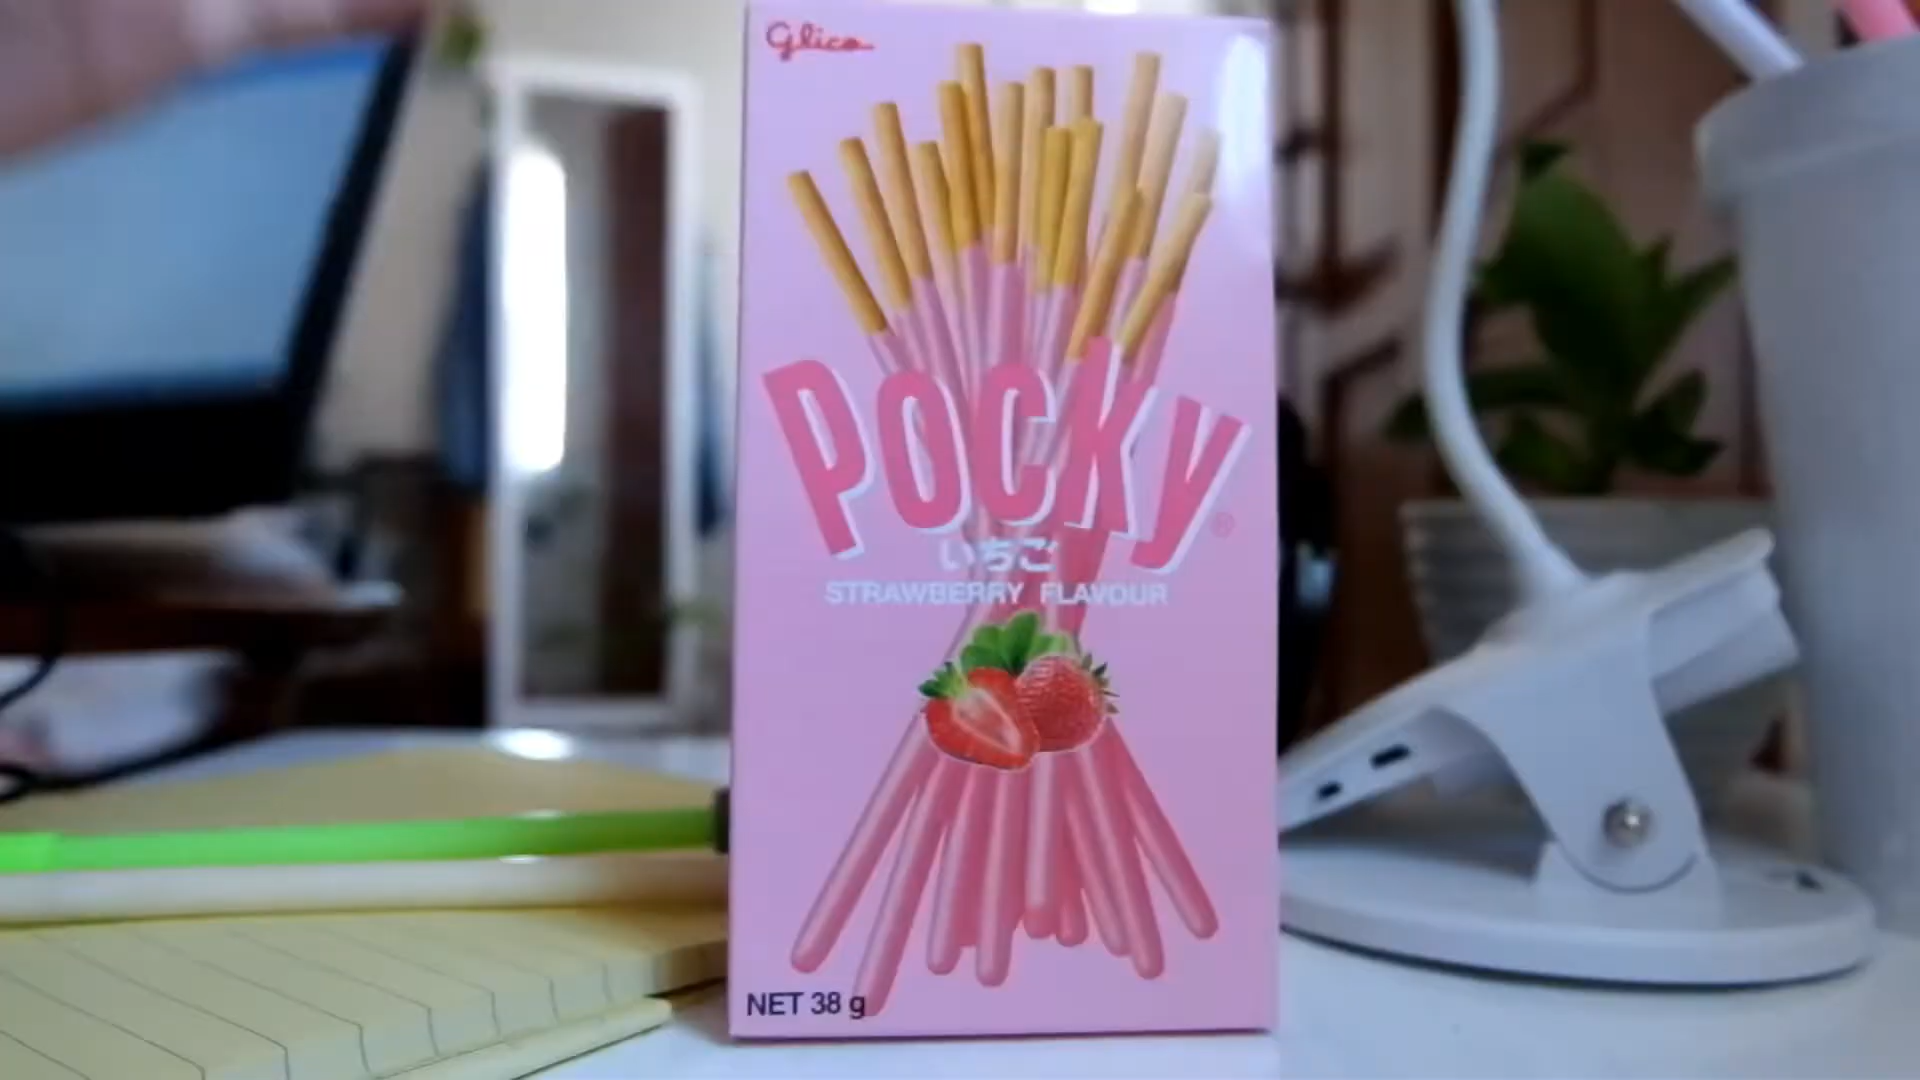 Glico
POCKY®
いちご
STRAWBERRY FLAVOUR
NET 38 g